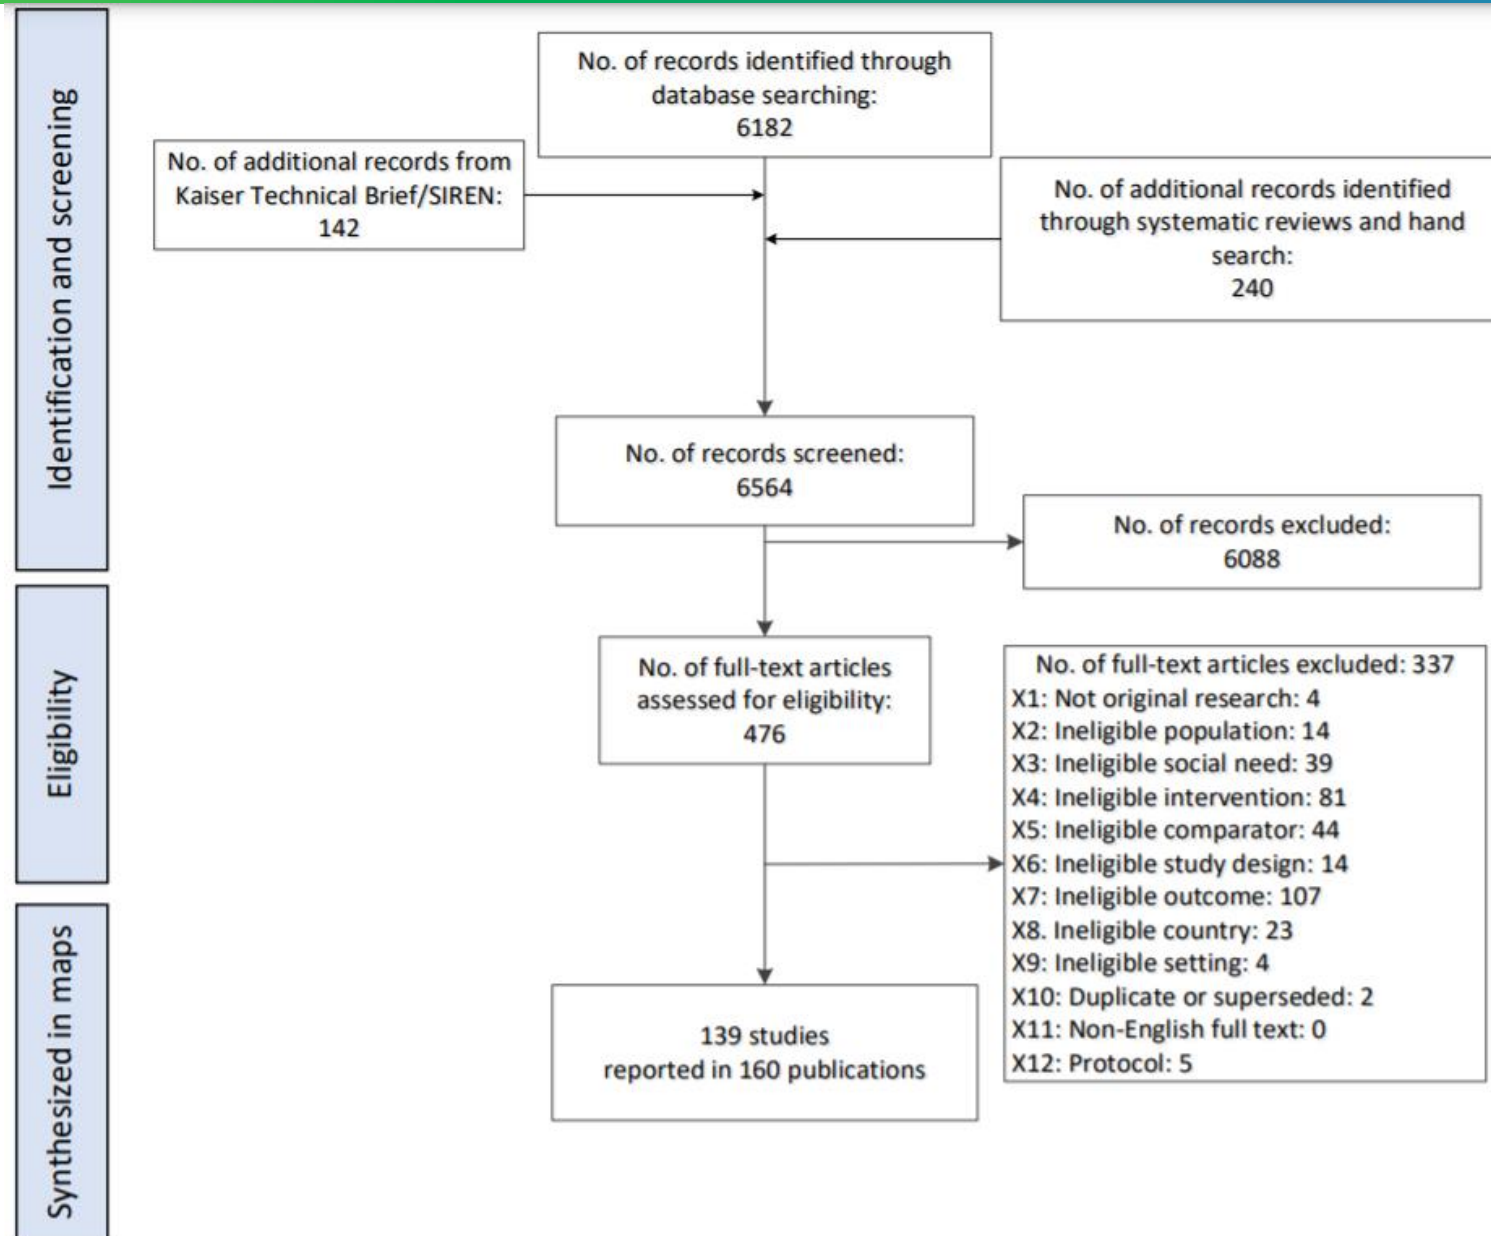 Identification and screening
No. of records identified through
database searching:
6182
No. of additional records from
Kaiser Technical Brief/SIREN:
142
No. of additional records identified
through systematic reviews and hand
search:
240
No. of records screened:
6564
No. of records excluded:
6088
Eligibility
No. of full-text articles
assessed for eligibility:
476
No. of full-text articles excluded: 337
X1: Not original research: 4
X2: Ineligible population: 14
X3: Ineligible social need: 39
X4: Ineligible intervention: 81
X5: Ineligible comparator: 44
X6: Ineligible study design: 14
X7: Ineligible outcome: 107
X8. Ineligible country: 23
X9: Ineligible setting: 4
X10: Duplicate or superseded: 2
X11: Non-English full text: 0
X12: Protocol: 5
Synthesized in maps
139 studies
reported in 160 publications